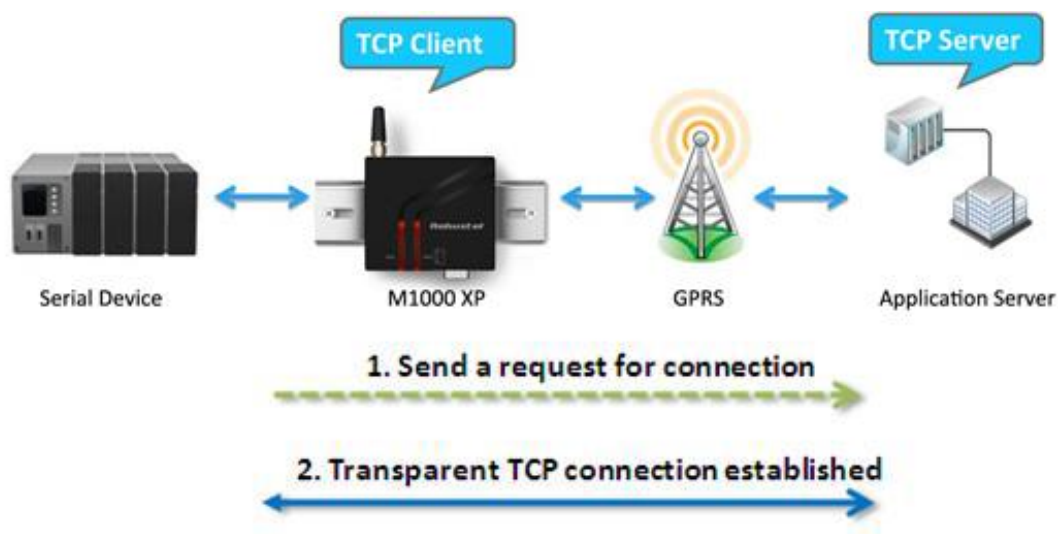 TCP Client
TCP Server
Robustel
Serial Device
M1000 XP
GPRS
Application Server
1. Send a request for connection
2. Transparent TCP connection established